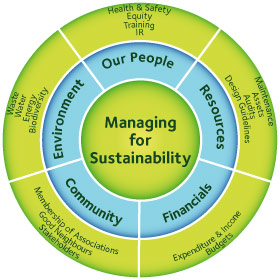 Health & Safety
Equity
Training
IR
Our People
Maintenance
Assets
Audits
Design Guidelines
Resources
Expenditure & Income
Budgets
Financials
Membership of Associations
Good Neighbours
Stakeholders
Community
Waste
Water
Energy
Biodiversity
Environment
Managing
for
Sustainability